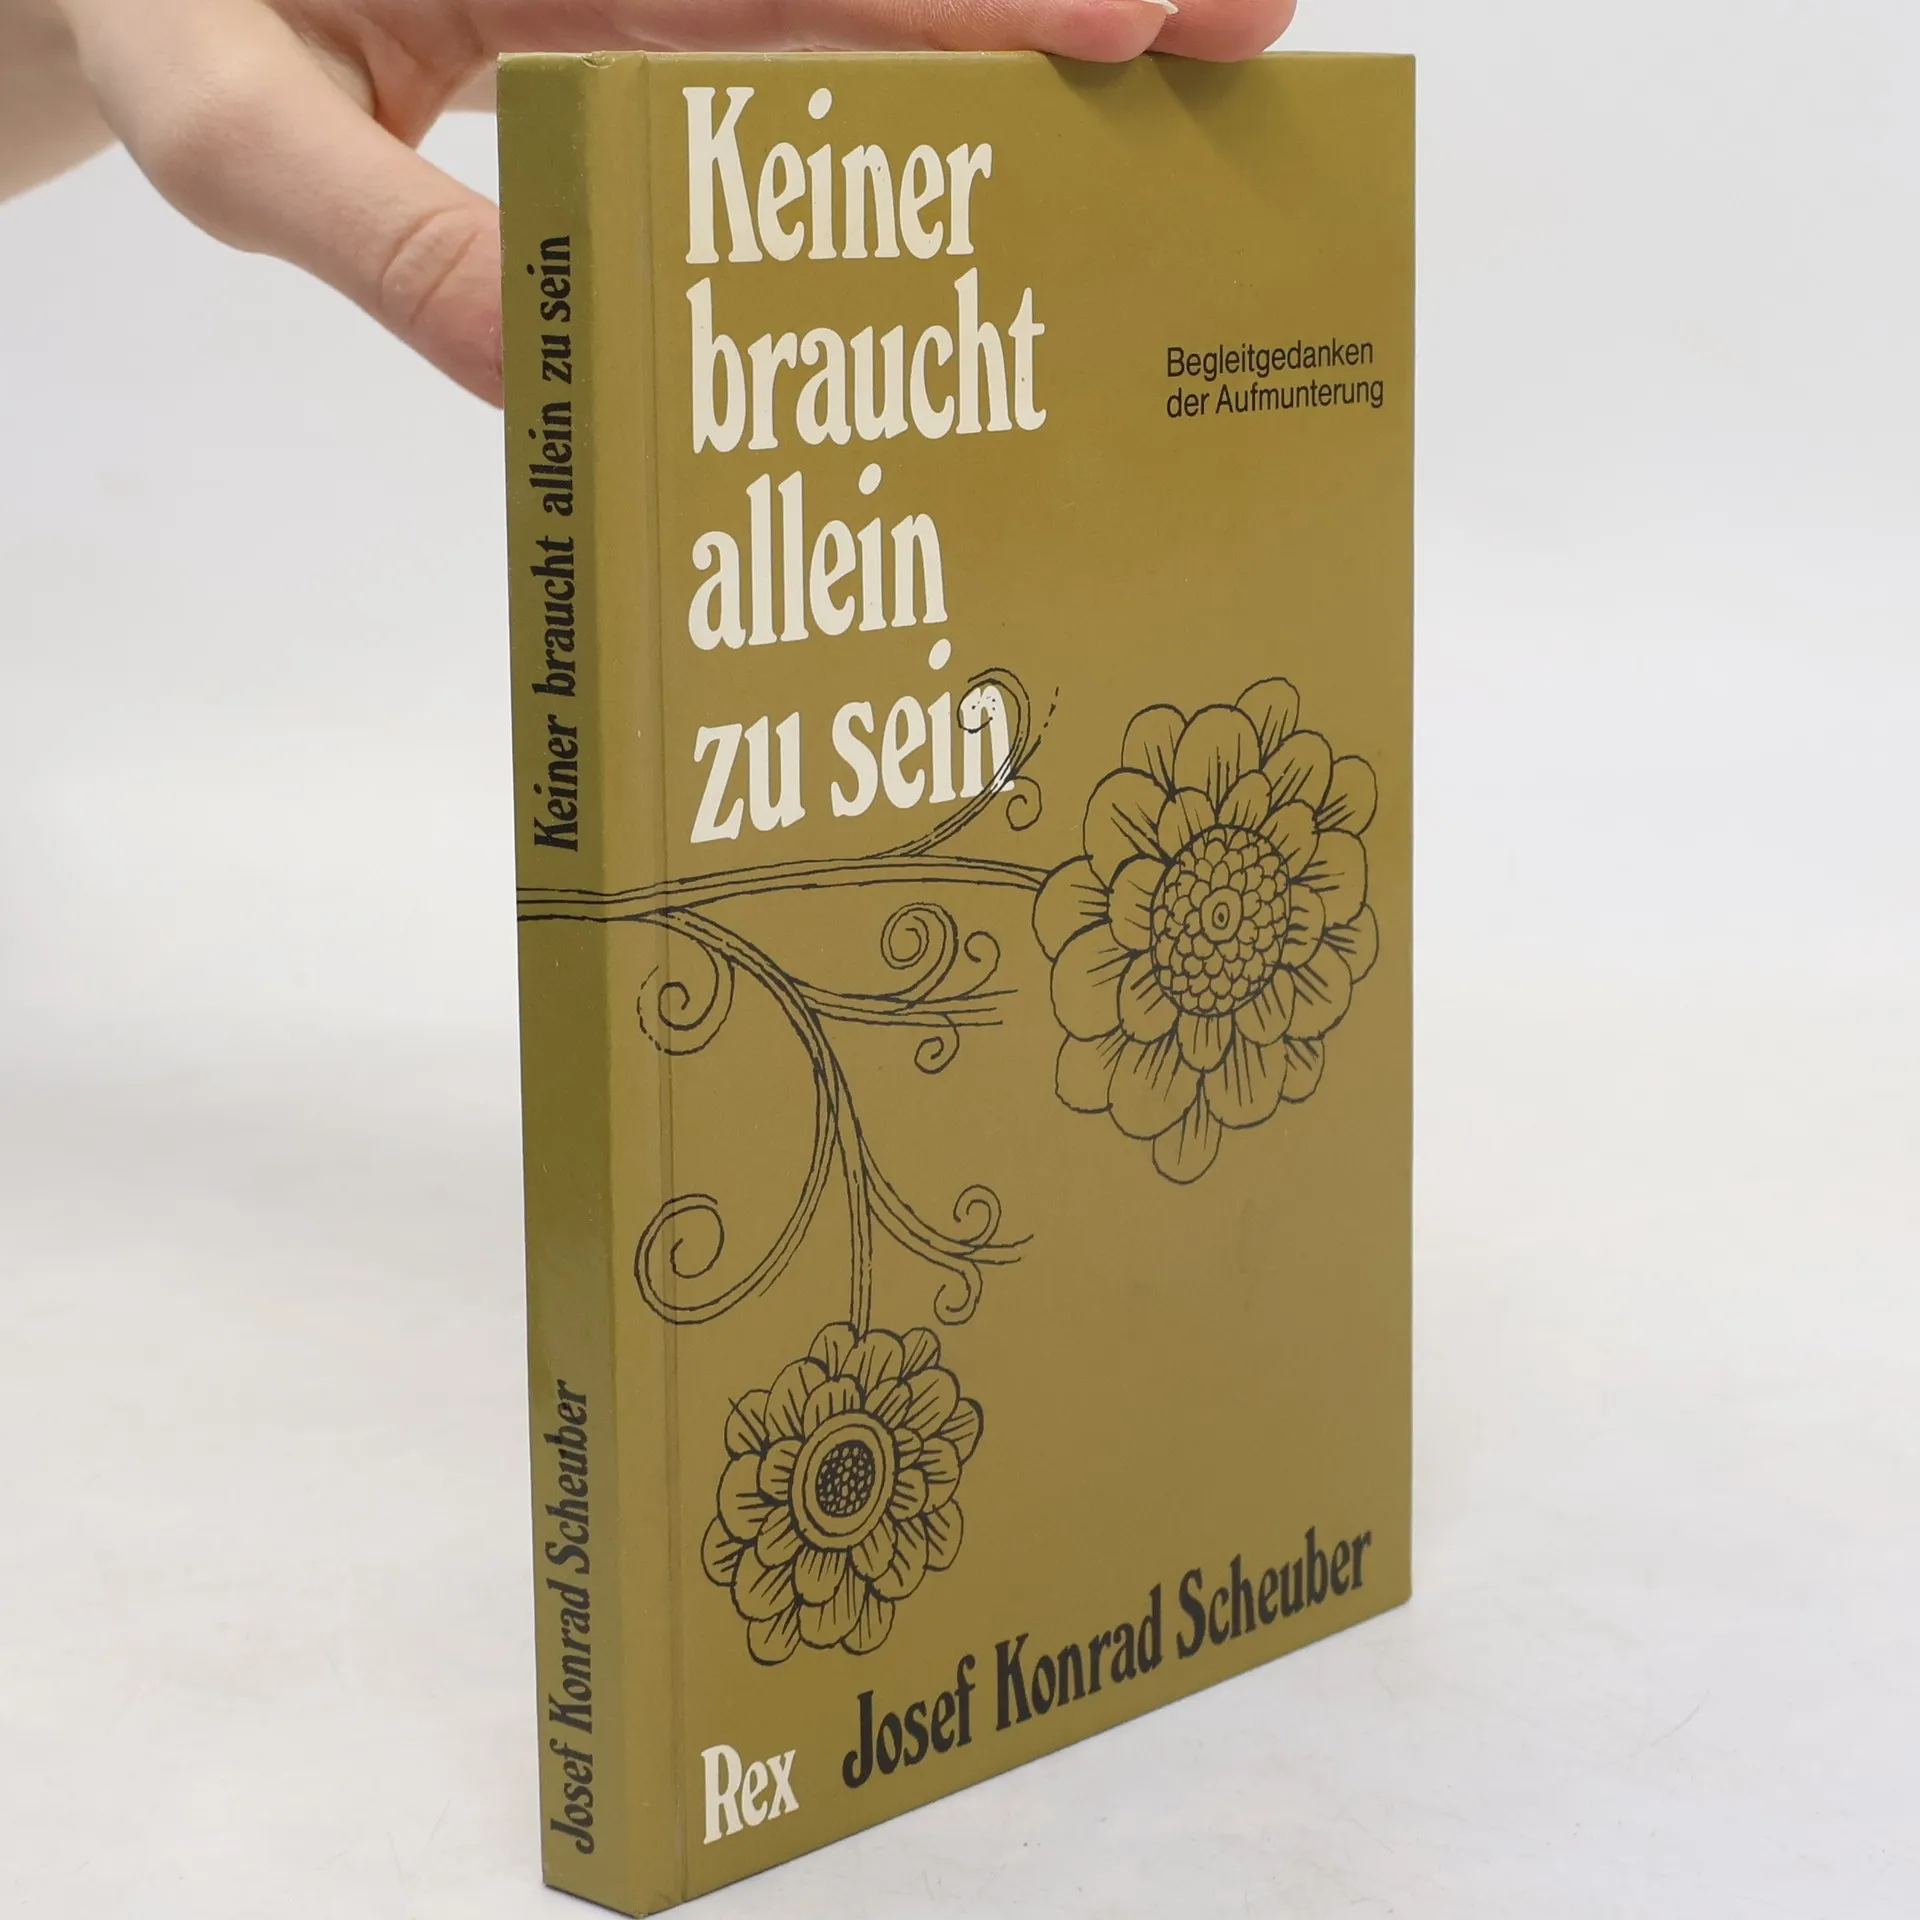 Keiner
braucht
allein
zu sein
Begleitgedanken
der Aufmunterung
Josef Konrad Scheuber
Rex
Keiner braucht allein zu sein
Josef Konrad Scheuber